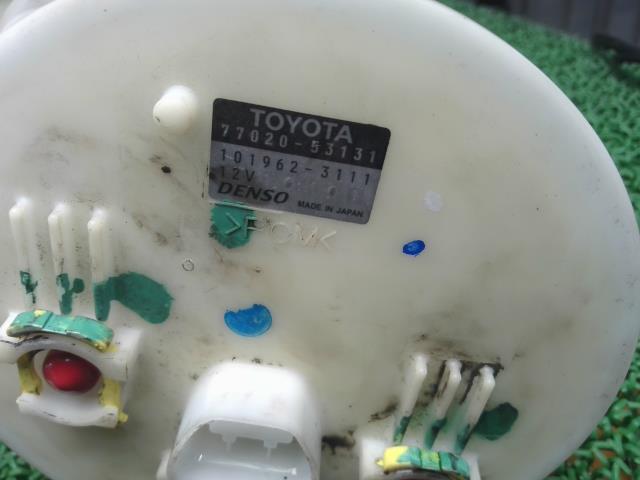 TOYOTA
77020-53131
101962-3111
12V
DENSO MADE IN JAPAN
>POM<